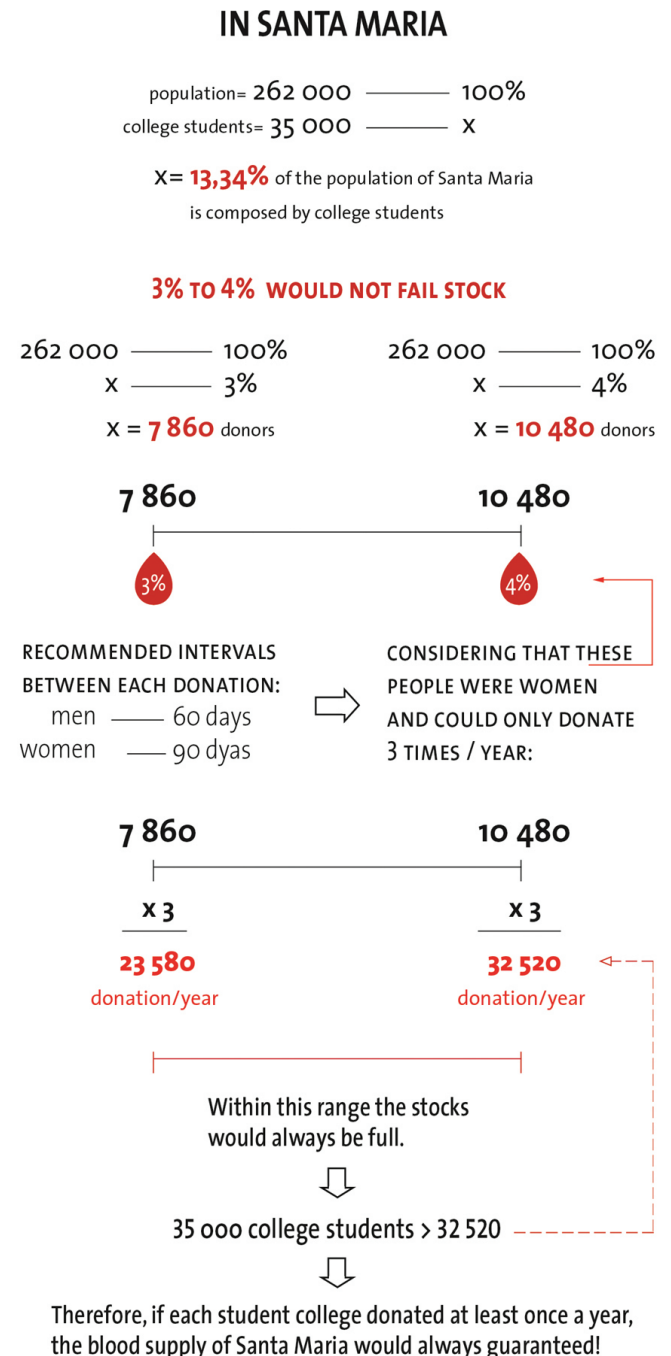 IN SANTA MARIA
population= 262 000 100%
college students= 35 000 x
x= 13,34% of the population of Santa Maria
is composed by college students
3% TO 4% WOULD NOT FAIL STOCK
262 000 100%
x 3%
x = 7 860 donors
262 000 100%
x 4%
x = 10 480 donors
7 860 10 480
3% 4%
RECOMMENDED INTERVALS
BETWEEN EACH DONATION:
men 60 days
women 90 dyas
CONSIDERING THAT THESE
PEOPLE WERE WOMEN
AND COULD ONLY DONATE
3 TIMES / YEAR:
7 860 10 480
x 3 x 3
23 580 32 520
donation/year donation/year
Within this range the stocks
would always be full.
35 000 college students > 32 520
Therefore, if each student college donated at least once a year,
the blood supply of Santa Maria would always guaranteed!